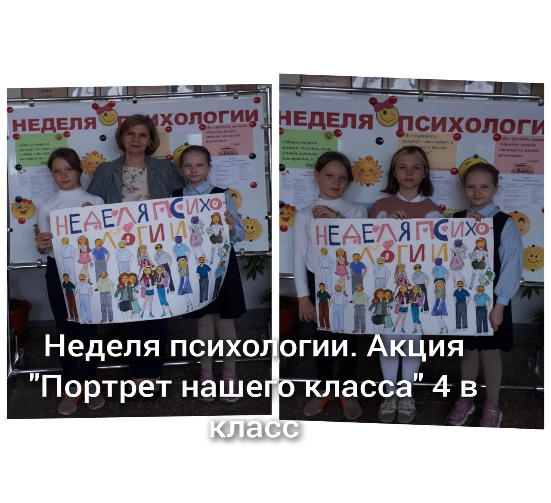 НЕДЕЛЯ ПСИХОЛОГИИ
НЕДЕЛЯ ПСИХО-
ЛОГИИ
НЕДЕЛЯ ПСИХОЛОГИИ
НЕДЕЛЯ ПСИХО-
ЛОГИИ
Неделя психологии. Акция
"Портрет нашего класса" 4 в
класс